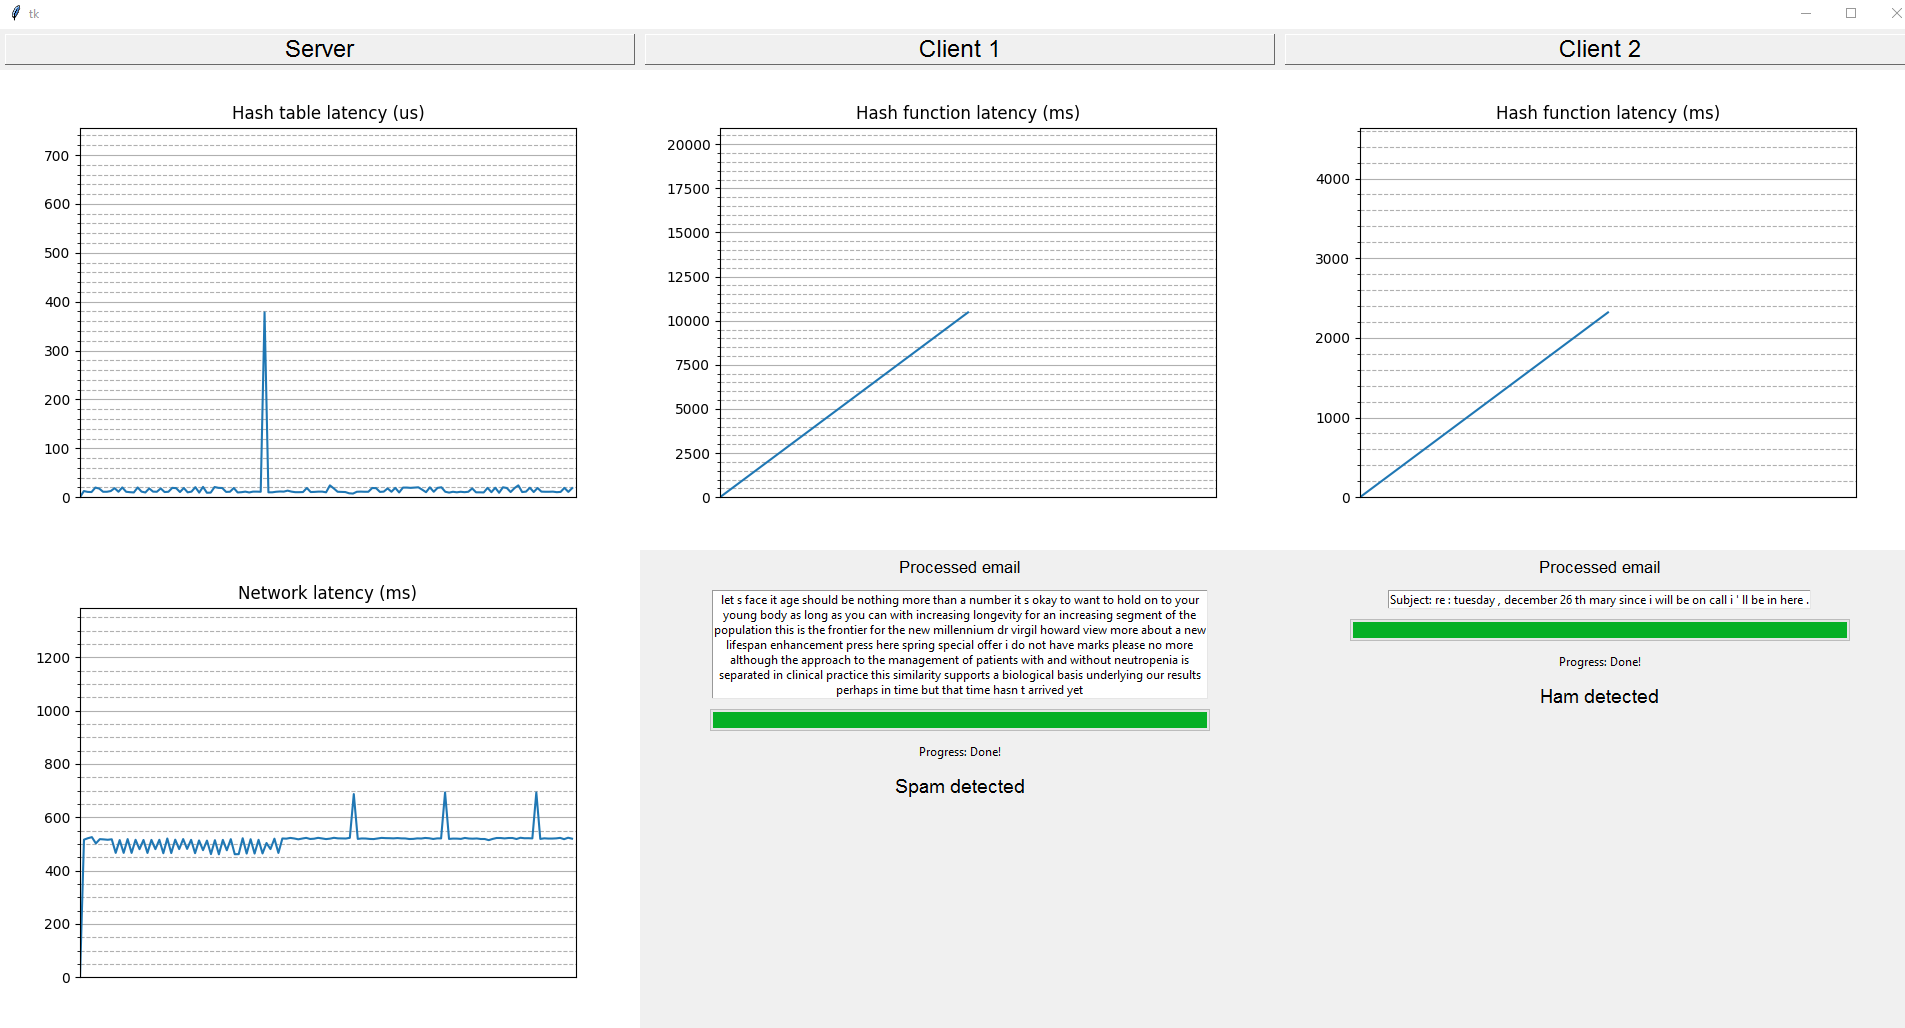 tk
Server
Client 1
Client 2
Hash table latency (us)
700
600
500
400
300
200
100
0
Hash function latency (ms)
20000
17500
15000
12500
10000
7500
5000
2500
0
Hash function latency (ms)
4000
3000
2000
1000
0
Network latency (ms)
1200
1000
800
600
400
200
0
Processed email
let s face it age should be nothing more than a number it s okay to want to hold on to your
young body as long as you can with increasing longevity for an increasing segment of the
population this is the frontier for the new millennium dr virgil howard view more about a new
lifespan enhancement press here spring special offer i do not have marks please no more
although the approach to the management of patients with and without neutropenia is
separated in clinical practice this similarity supports a biological basis underlying our results
perhaps in time but that time hasn t arrived yet
Progress: Done!
Spam detected
Processed email
Subject: re : tuesday , december 26 th mary since i will be on call i ' ll be in here .
Progress: Done!
Ham detected